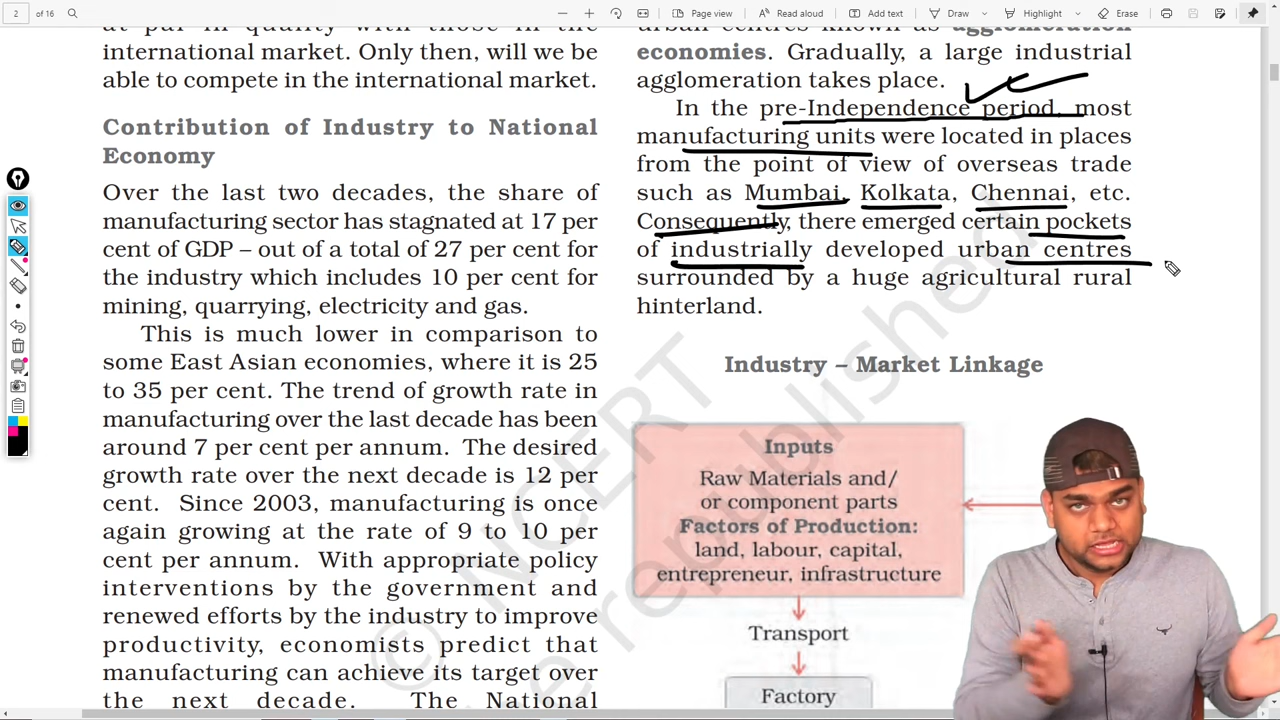 2 of 16
Page view
Read aloud
Add text
Draw
Highlight
Erase
at par in quality with those in the
international market. Only then, will we be
able to compete in the international market.
Contribution of Industry to National
Economy
Over the last two decades, the share of
manufacturing sector has stagnated at 17 per
cent of GDP – out of a total of 27 per cent for
the industry which includes 10 per cent for
mining, quarrying, electricity and gas.
This is much lower in comparison to
some East Asian economies, where it is 25
to 35 per cent. The trend of growth rate in
manufacturing over the last decade has been
around 7 per cent per annum. The desired
growth rate over the next decade is 12 per
cent. Since 2003, manufacturing is once
again growing at the rate of 9 to 10 per
cent per annum. With appropriate policy
interventions by the government and
renewed efforts by the industry to improve
productivity, economists predict that
manufacturing can achieve its target over
the next decade. The National
urban centres known as agglomeration
economies. Gradually, a large industrial
agglomeration takes place.
In the pre-Independence period, most
manufacturing units were located in places
from the point of view of overseas trade
such as Mumbai, Kolkata, Chennai, etc.
Consequently, there emerged certain pockets
of industrially developed urban centres
surrounded by a huge agricultural rural
hinterland.
Industry – Market Linkage
Inputs
Raw Materials and/
or component parts
Factors of Production:
land, labour, capital,
entrepreneur, infrastructure
Transport
Factory
© NCERT
e republished